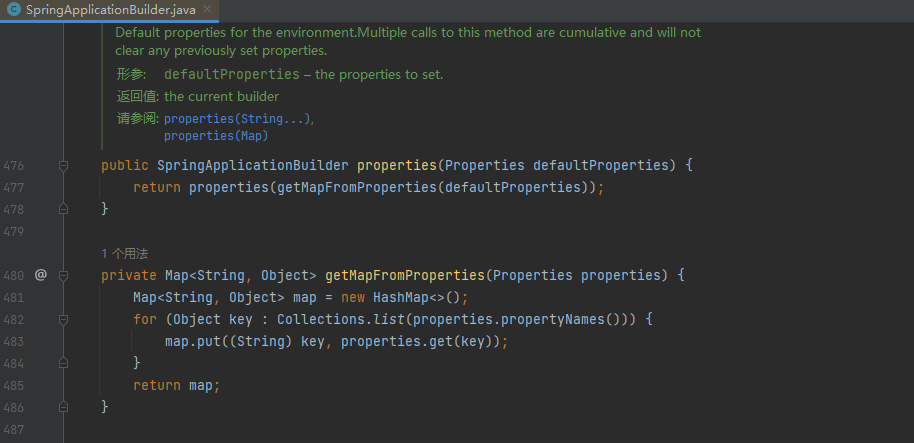 SpringApplicationBuilder.java
Default properties for the environment.Multiple calls to this method are cumulative and will not
clear any previously set properties.
形参: defaultProperties – the properties to set.
返回值: the current builder
请参阅: properties(String...),
properties(Map)
476 public SpringApplicationBuilder properties(Properties defaultProperties) {
477 return properties(getMapFromProperties(defaultProperties));
478 }
479
1 个用法
480 @ private Map<String, Object> getMapFromProperties(Properties properties) {
481 Map<String, Object> map = new HashMap<>();
482 for (Object key : Collections.list(properties.propertyNames())) {
483 map.put((String) key, properties.get(key));
484 }
485 return map;
486 }
487